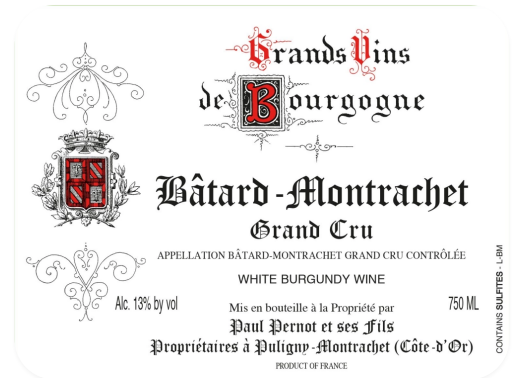 Grands Vins
de Bourgogne
Bâtard-Montrachet
Grand Cru
APPELLATION BÂTARD-MONTRACHET GRAND CRU CONTRÔLÉE
WHITE BURGUNDY WINE
Alc. 13% by vol
Mis en bouteille à la Propriété par
750 ML
Paul Pernot et ses Fils
Propriétaires à Puligny-Montrachet (Côte-d'Or)
PRODUCT OF FRANCE
CONTAINS SULFITES - L-BM